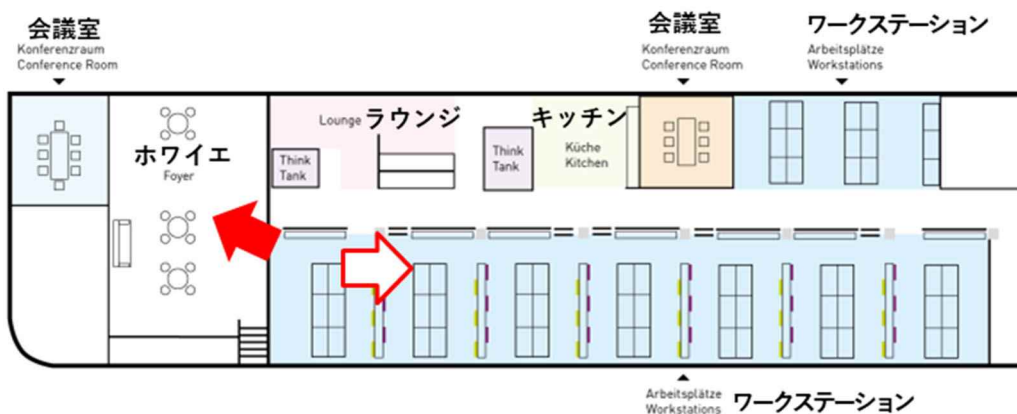 会議室
Konferenzraum
Conference Room
会議室
Konferenzraum
Conference Room
ワークステーション
Arbeitsplätze
Workstations
Lounge ラウンジ
キッチン
Küche
Kitchen
Think
Tank
Think
Tank
ホワイエ
Foyer
Arbeitsplätze
Workstations ワークステーション